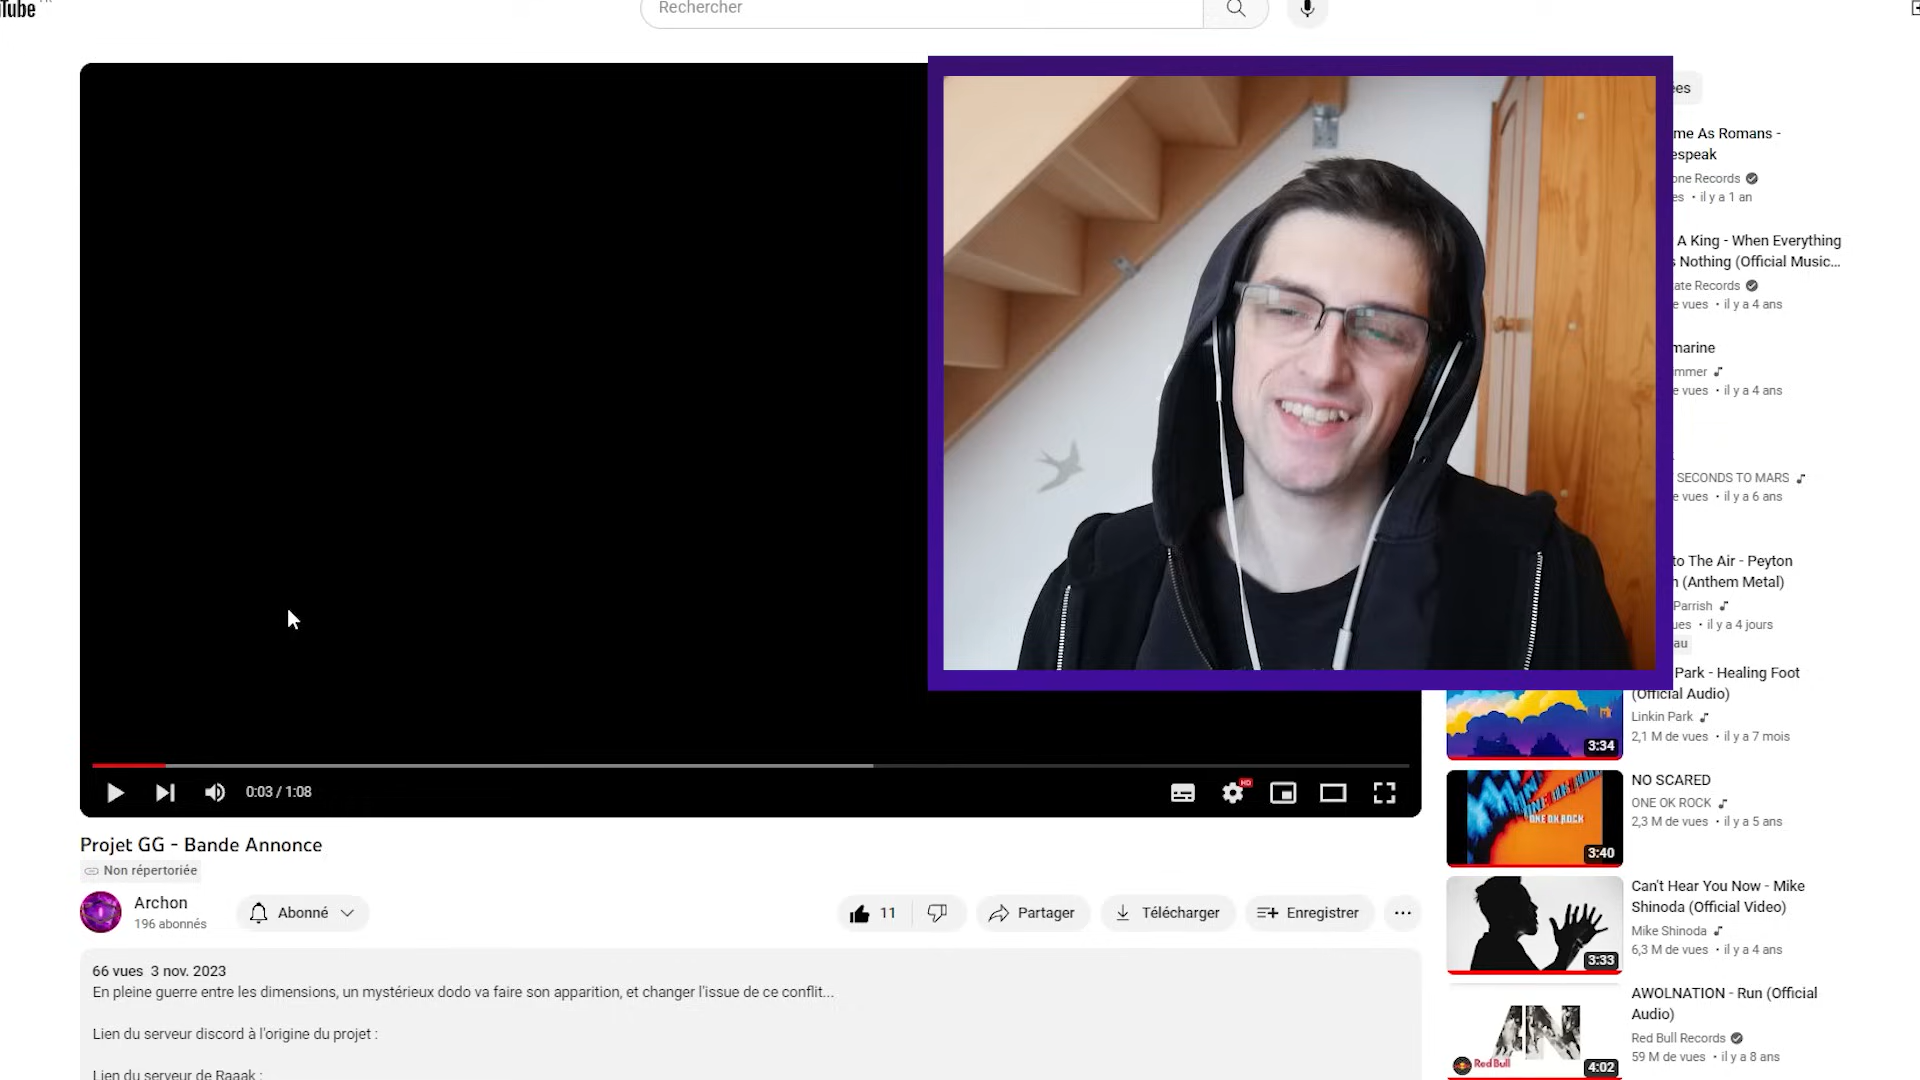 Tube
Rechercher
ées
me As Romans -
espeak
one Records
es • il y a 1 an
A King - When Everything
s Nothing (Official Music...
ate Records
e vues • il y a 4 ans
marine
mmer
e vues • il y a 4 ans
SECONDS TO MARS
e vues • il y a 6 ans
to The Air - Peyton
(Anthem Metal)
Parrish
ues • il y a 4 jours
au
Park - Healing Foot
(Official Audio)
Linkin Park
2,1 M de vues • il y a 7 mois
3:34
NO SCARED
ONE OK ROCK
2,3 M de vues • il y a 5 ans
ONE OK ROCK
3:40
Can't Hear You Now - Mike
Shinoda (Official Video)
Mike Shinoda
6,3 M de vues • il y a 4 ans
3:33
AWOLNATION - Run (Official
Audio)
Red Bull Records
59 M de vues • il y a 8 ans
AN
Red Bull
4:02
0:03 / 1:08
HD
Projet GG - Bande Annonce
Non répertoriée
Archon
196 abonnés
Abonné
11
Partager
Télécharger
Enregistrer
66 vues 3 nov. 2023
En pleine guerre entre les dimensions, un mystérieux dodo va faire son apparition, et changer l'issue de ce conflit...
Lien du serveur discord à l'origine du projet :
Lien du serveur de Raaak :